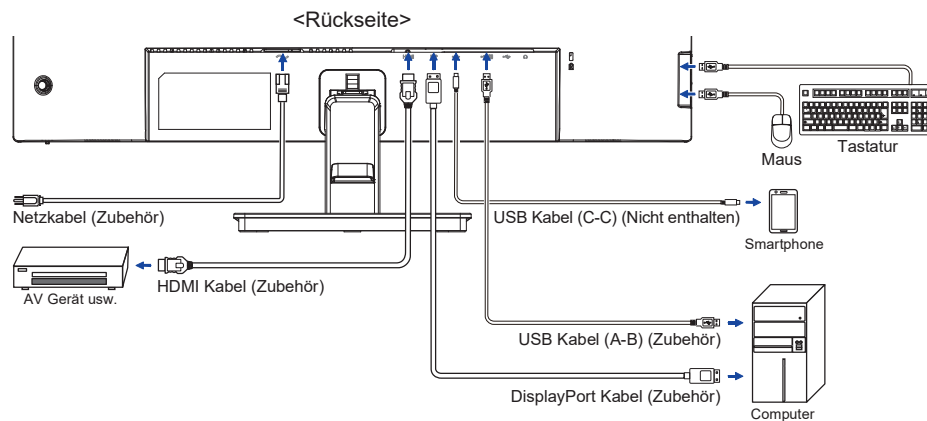 <Rückseite>
Maus
Tastatur
Netzkabel (Zubehör)
USB Kabel (C-C) (Nicht enthalten)
Smartphone
HDMI Kabel (Zubehör)
AV Gerät usw.
USB Kabel (A-B) (Zubehör)
DisplayPort Kabel (Zubehör)
Computer